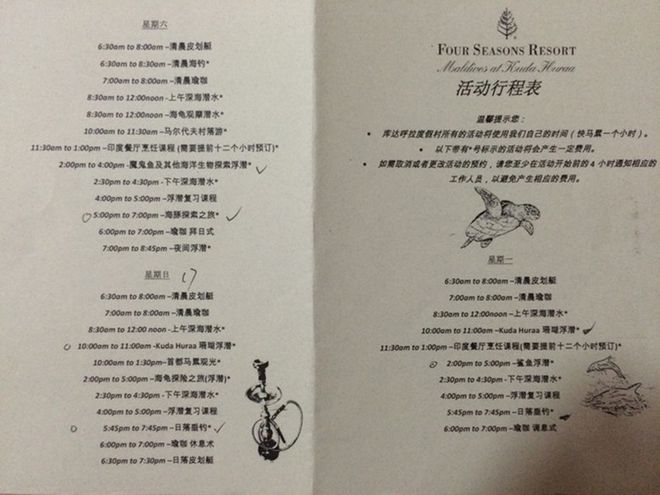 星期六
6:30am to 8:00am –清晨皮划艇
6:30am to 8:30am –清晨海钓*
7:00am to 8:00am –清晨瑜珈
8:30am to 12:00noon -上午深海潜水*
8:30am to 12:00noon -海龟观摩潜水*
10:00am to 11:30am –马尔代夫村落游*
11:30am to 1:00pm –印度餐厅烹饪课程 (需要提前十二个小时预订)*
2:00pm to 4:00pm -魔鬼鱼及其他海洋生物探索浮潜*
2:30pm to 4:30pm -下午深海潜水*
4:00pm to 5:00pm –浮潜复习课程
5:00pm to 7:00pm –海豚探索之旅*
6:00pm to 7:00pm –瑜珈 拜日式
7:00pm to 8:45pm –夜间浮潜*
星期日 17
6:30am to 8:00am –清晨皮划艇
7:00am to 8:00am –清晨瑜珈
8:30am to 12:00 noon -上午深海潜水*
10:00am to 11:00am -Kuda Huraa 珊瑚浮潜*
10:00am to 1:30pm –首都马累观光*
2:00pm to 5:00pm –海龟探险之旅(浮潜)*
2:30pm to 4:30pm –下午深海潜水*
4:00pm to 5:00pm –浮潜复习课程
5:45pm to 7:45pm –日落垂钓*
6:00pm to 7:00pm –瑜珈 休息术
6:30pm to 7:30pm –日落皮划艇
FOUR SEASONS RESORT
Maldives at Kuda Huraa
活动行程表
温馨提示您：
• 库达呼拉度假村所有的活动将使用我们自己的时间（快马累一个小时）。
• 以下带有*号标示的活动将会产生一定费用。
• 如需取消或者更改活动的预约，请您至少在活动开始前的 4 小时通知相应的
工作人员，以避免产生相应的费用。
星期一
6:30am to 8:00am –清晨皮划艇
7:00am to 8:00am –清晨瑜珈
8:30am to 12:00noon –上午深海潜水*
10:00am to 11:00am –Kuda Huraa 珊瑚浮潜*
11:30am to 1:00pm –印度餐厅烹饪课程(需要提前十二个小时预订)*
2:00pm to 5:00pm –鲨鱼浮潜*
2:30pm to 4:30pm -下午深海潜水*
4:00pm to 5:00pm –浮潜复习课程
5:45pm to 7:45pm –日落垂钓*
6:00pm to 7:00pm –瑜珈 调息式